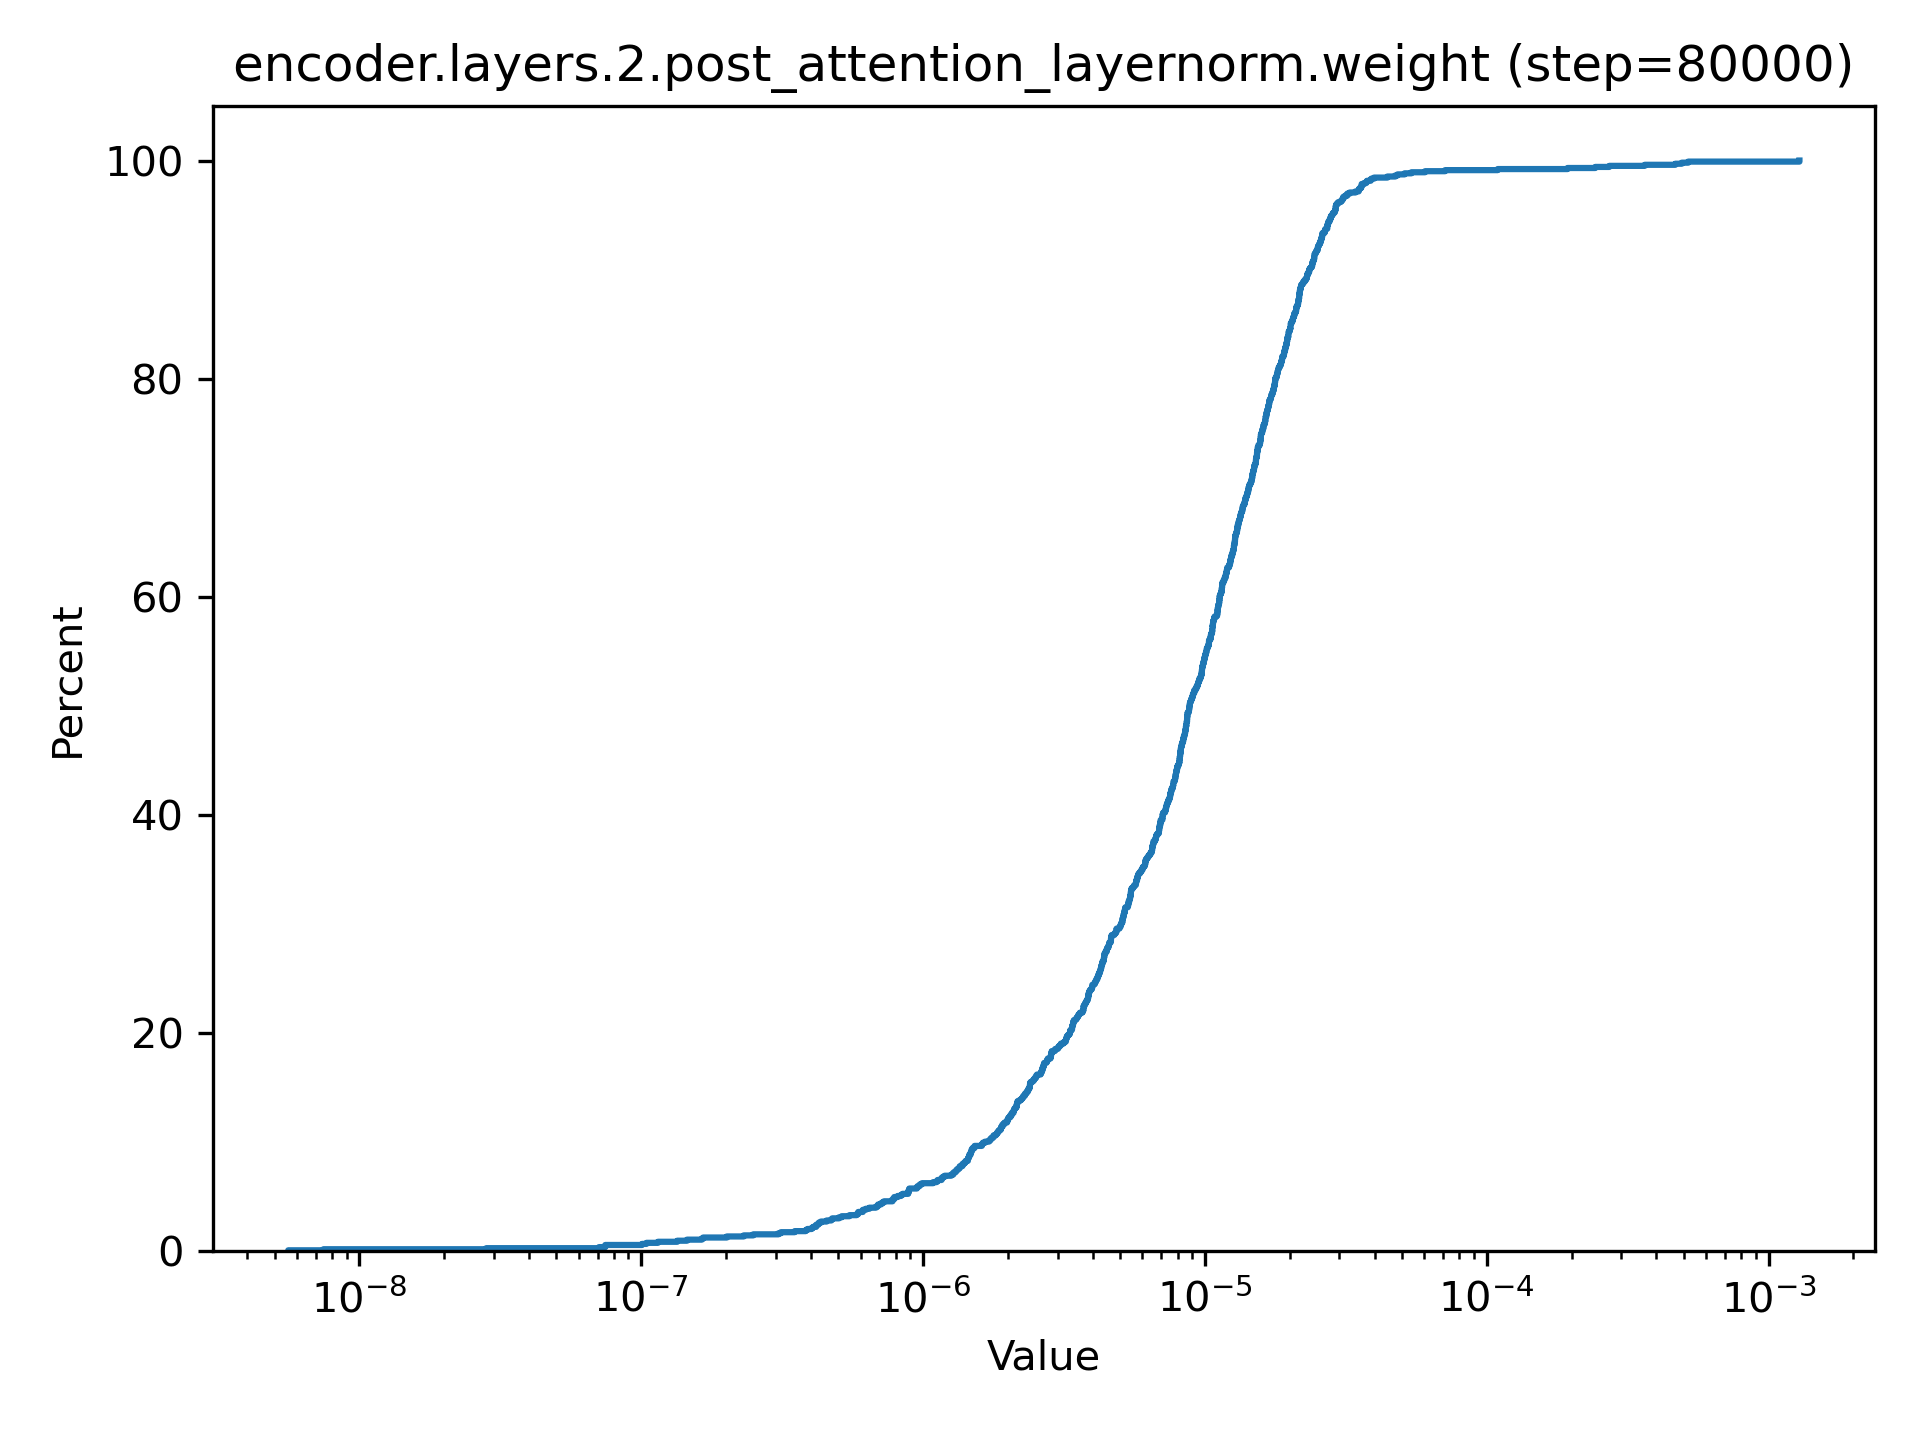 encoder.layers.2.post_attention_layernorm.weight (step=80000)
100
80
60
40
20
0
Percent
10⁻⁸ 10⁻⁷ 10⁻⁶ 10⁻⁵ 10⁻⁴ 10⁻³
Value